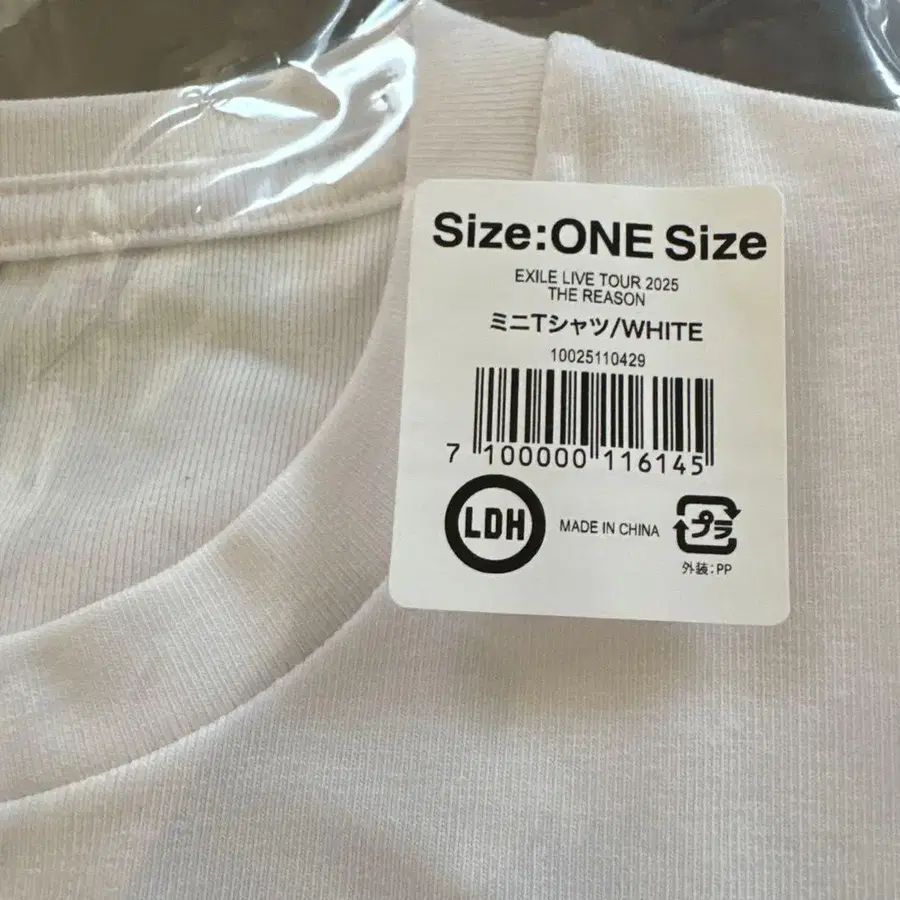 Size:ONE Size
EXILE LIVE TOUR 2025
THE REASON
ミニTシャツ/WHITE
10025110429
7 100000 116145
LDH
MADE IN CHINA
プラ
外装:PP